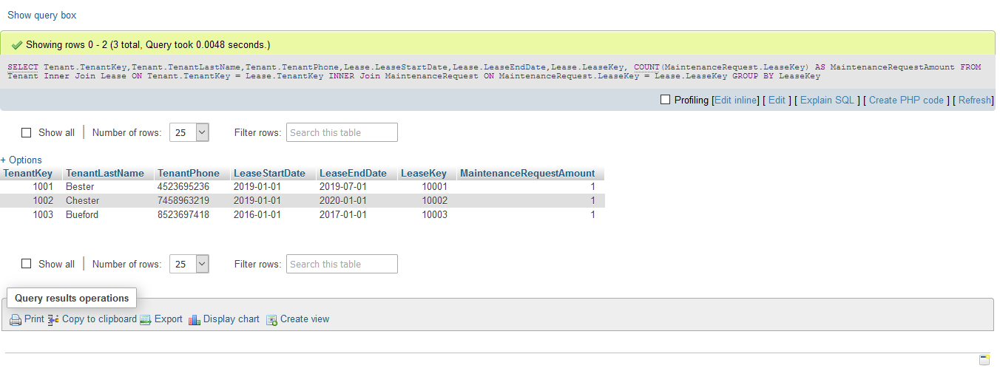 Show query box
Showing rows 0 - 2 (3 total, Query took 0.0048 seconds.)
SELECT Tenant.TenantKey,Tenant.TenantLastName,Tenant.TenantPhone,Lease.LeaseStartDate,Lease.LeaseEndDate,Lease.LeaseKey, COUNT(MaintenanceRequest.LeaseKey) AS MaintenanceRequestAmount FROM
Tenant Inner Join Lease ON Tenant.TenantKey = Lease.TenantKey INNER Join MaintenanceRequest ON MaintenanceRequest.LeaseKey = Lease.LeaseKey GROUP BY LeaseKey
Profiling [Edit inline] [ Edit ] [ Explain SQL ] [ Create PHP code ] [ Refresh]
Show all | Number of rows: 25 Filter rows: Search this table
+ Options
TenantKey TenantLastName TenantPhone LeaseStartDate LeaseEndDate LeaseKey MaintenanceRequestAmount
1001 Bester 4523695236 2019-01-01 2019-07-01 10001 1
1002 Chester 7458963219 2019-01-01 2020-01-01 10002 1
1003 Bueford 8523697418 2016-01-01 2017-01-01 10003 1
Show all | Number of rows: 25 Filter rows: Search this table
Query results operations
Print Copy to clipboard Export Display chart Create view